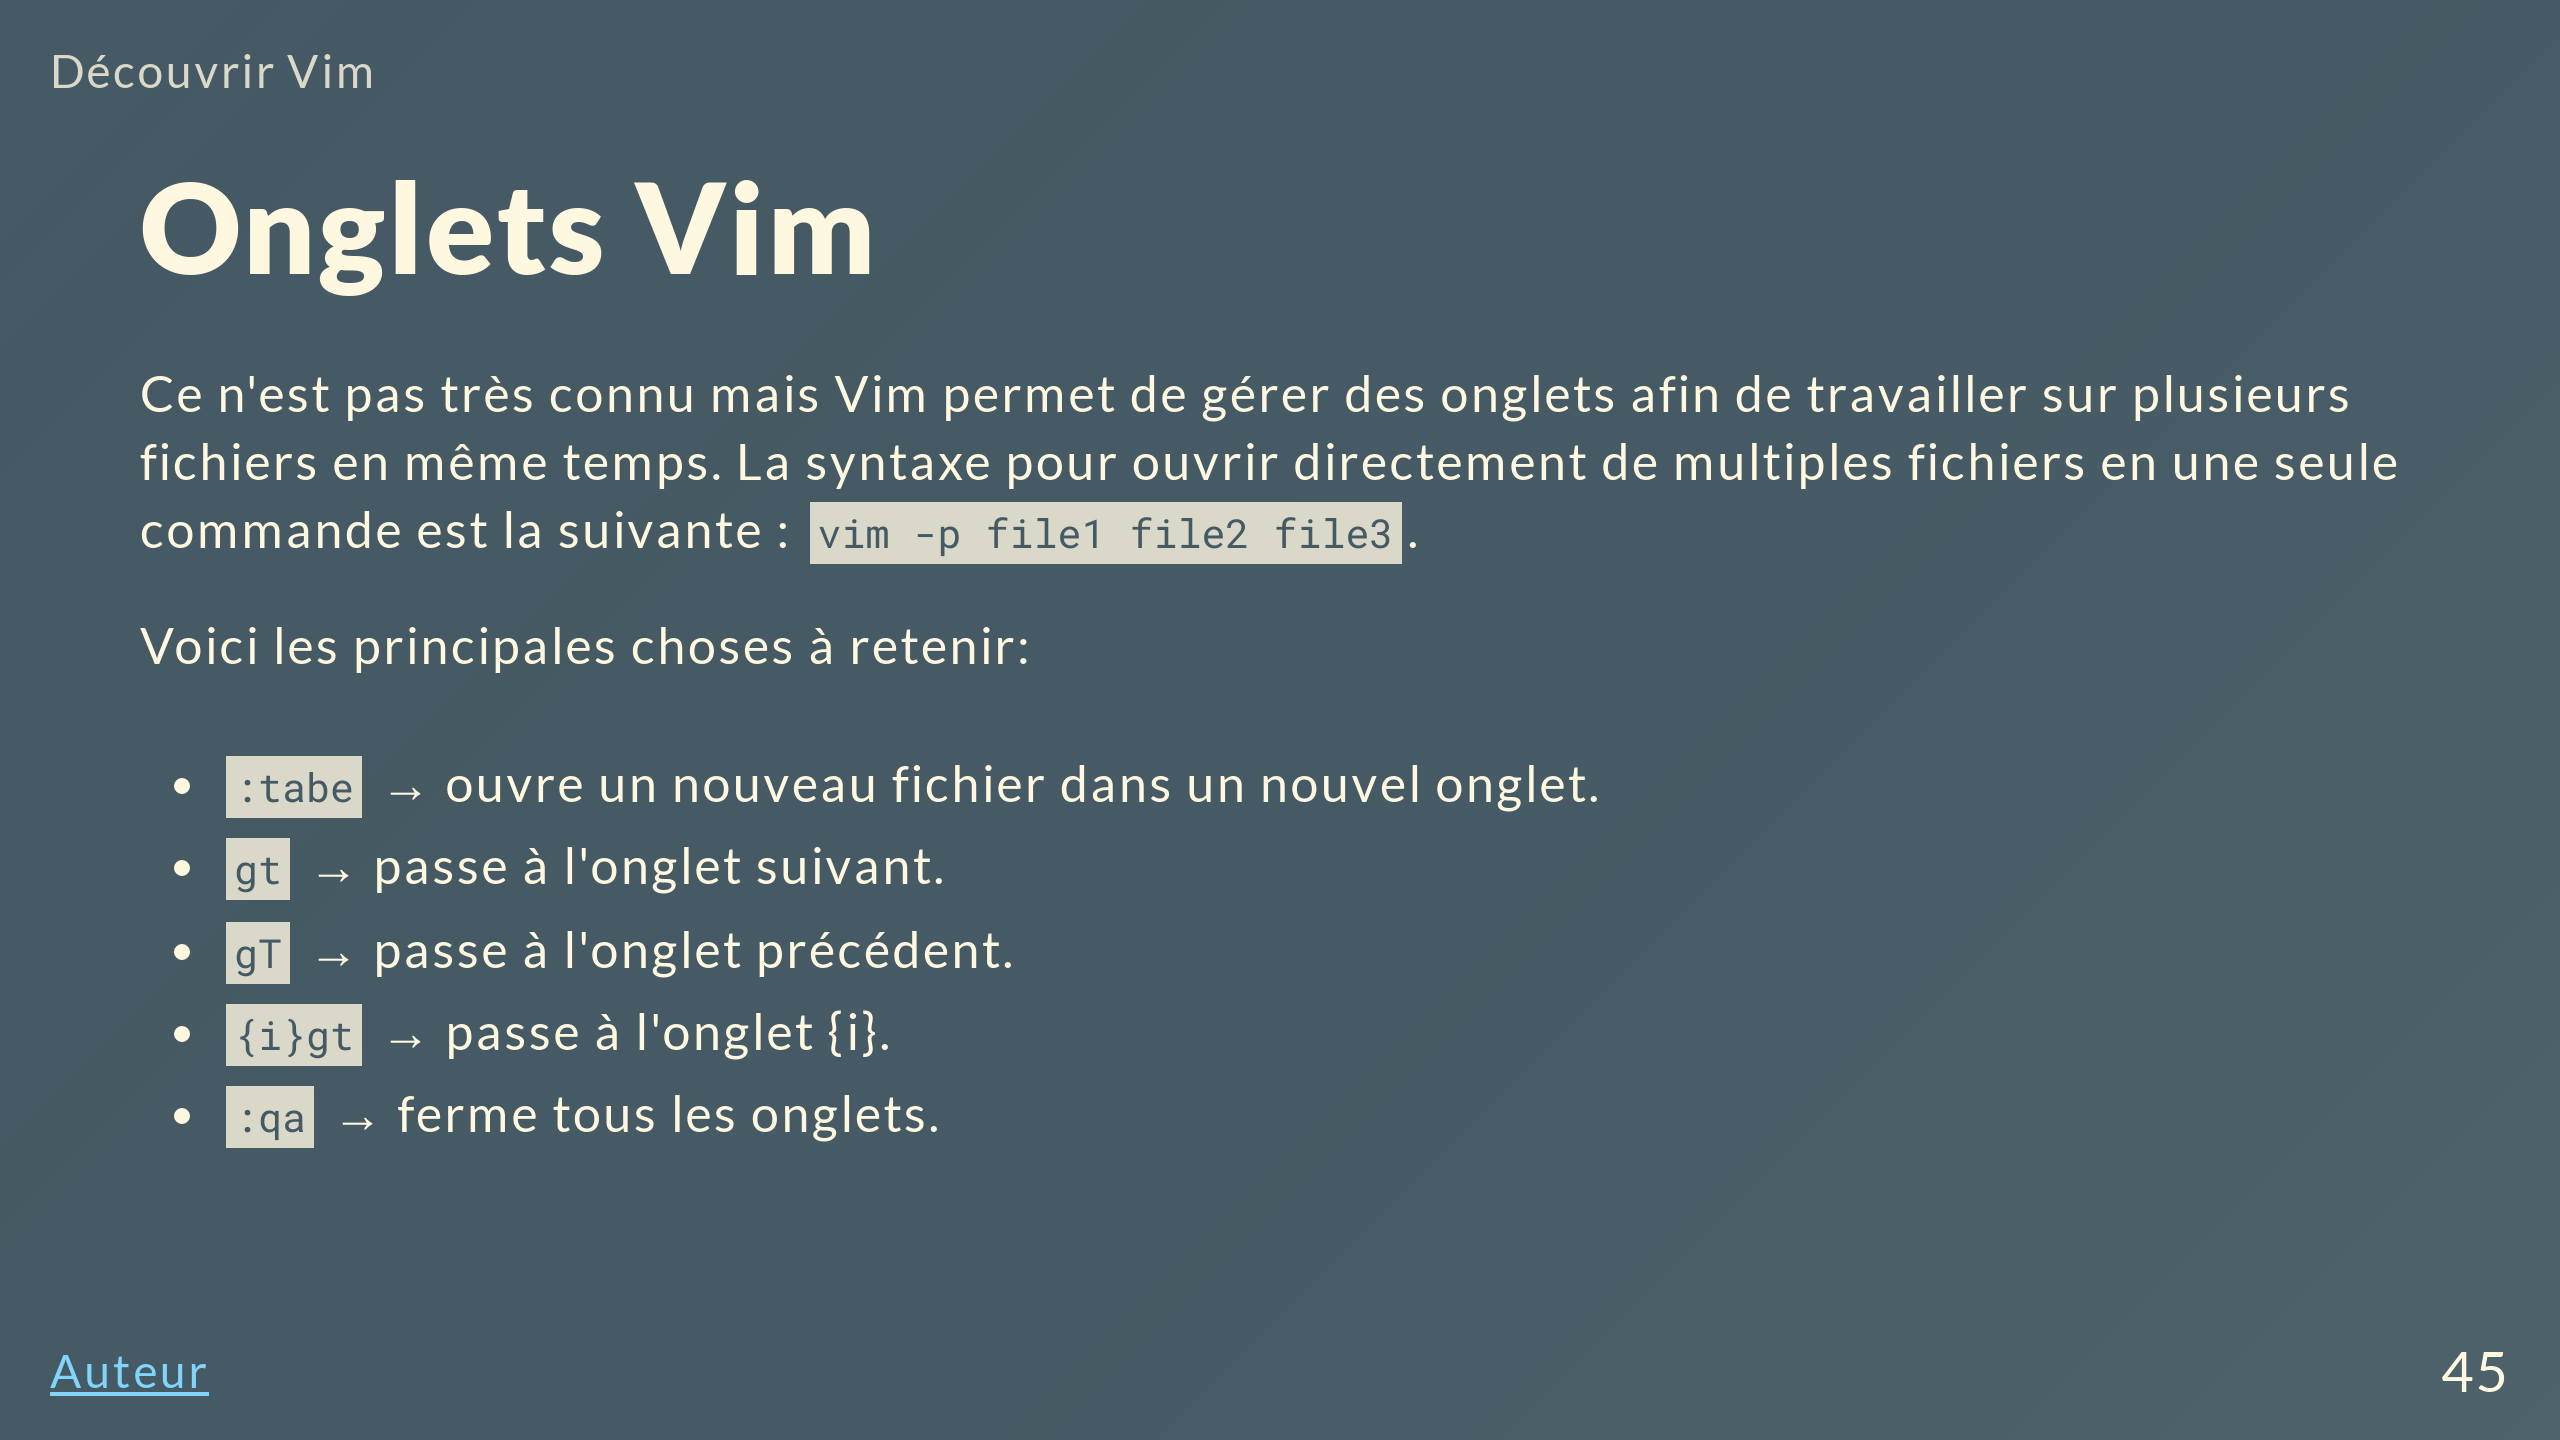 Découvrir Vim
Onglets Vim
Ce n'est pas très connu mais Vim permet de gérer des onglets afin de travailler sur plusieurs
fichiers en même temps. La syntaxe pour ouvrir directement de multiples fichiers en une seule
commande est la suivante : vim -p file1 file2 file3.
Voici les principales choses à retenir:
• :tabe → ouvre un nouveau fichier dans un nouvel onglet.
• gt → passe à l'onglet suivant.
• gT → passe à l'onglet précédent.
• {i}gt → passe à l'onglet {i}.
• :qa → ferme tous les onglets.
Auteur
45